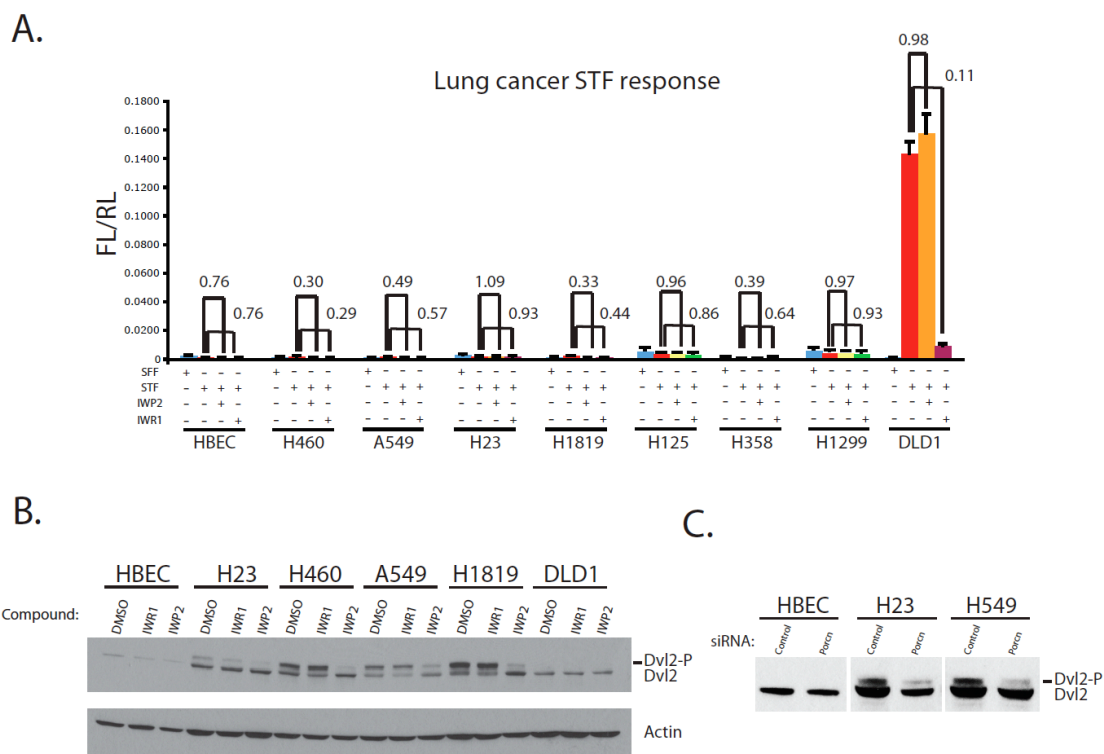 A.
Lung cancer STF response
FL/RL
0.1800
0.1600
0.1400
0.1200
0.1000
0.0800
0.0600
0.0400
0.0200
0
0.76 0.30 0.49 1.09 0.33 0.96 0.39 0.97 0.98
0.76 0.29 0.57 0.93 0.44 0.86 0.64 0.93 0.11
SFF + - - - + - - - + - - - + - - - + - - - + - - - + - - - + - - - + - - -
STF - + + + - + + + - + + + - + + + - + + + - + + + - + + + - + + + - + + +
IWP2 - - + - - - + - - - + - - - + - - - + - - - + - - - + - - - + - - - + -
IWR1 - - - + - - - + - - - + - - - + - - - + - - - + - - - + - - - + - - - +
HBEC H460 A549 H23 H1819 H125 H358 H1299 DLD1
B.
HBEC H23 H460 A549 H1819 DLD1
Compound: DMSO IWR1 IWP2 DMSO IWR1 IWP2 DMSO IWR1 IWP2 DMSO IWR1 IWP2 DMSO IWR1 IWP2 DMSO IWR1 IWP2
Dvl2-P
Dvl2
Actin
C.
HBEC H23 H549
siRNA: Control Porcn Control Porcn Control Porcn
Dvl2-P
Dvl2